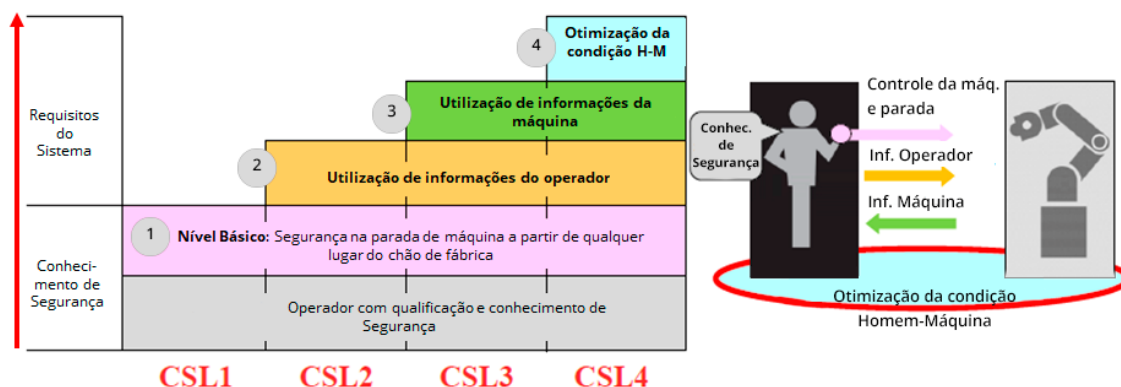 4
Otimização da
condição H-M
3
Utilização de informações da
máquina
2
Utilização de informações do operador
Requisitos
do
Sistema
1
Nível Básico: Segurança na parada de máquina a partir de qualquer
lugar do chão de fábrica
Conheci-
mento de
Segurança
Operador com qualificação e conhecimento de
Segurança
CSL1
CSL2
CSL3
CSL4
Conhec.
de
Segurança
Controle da máq.
e parada
Inf. Operador
Inf. Máquina
Otimização da condição
Homem-Máquina